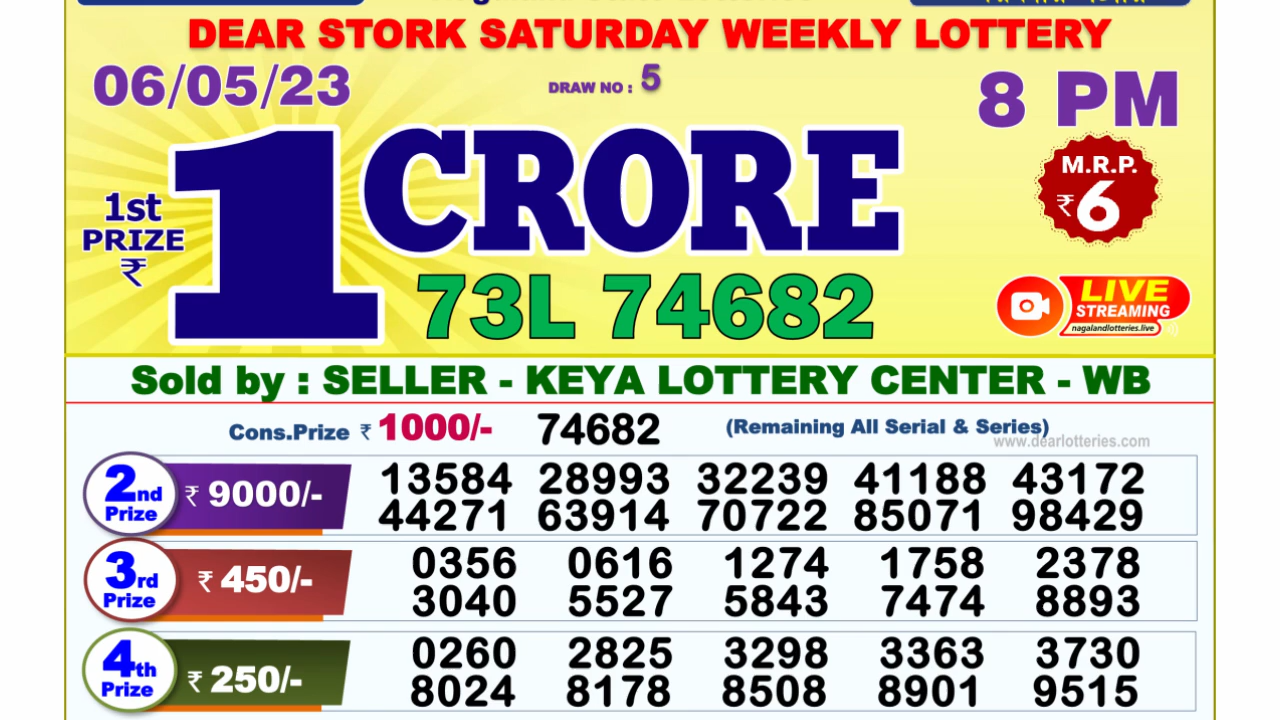 DEAR STORK SATURDAY WEEKLY LOTTERY
06/05/23
DRAW NO : 5
8 PM
1st
PRIZE
₹
1 CRORE
M.R.P.
₹ 6
73L 74682
LIVE
STREAMING
nagalandlotteries.live
Sold by : SELLER - KEYA LOTTERY CENTER - WB
Cons.Prize ₹ 1000/- 74682 (Remaining All Serial & Series)
www.dearlotteries.com
2nd Prize ₹ 9000/-
13584 28993 32239 41188 43172
44271 63914 70722 85071 98429
3rd Prize ₹ 450/-
0356 0616 1274 1758 2378
3040 5527 5843 7474 8893
4th Prize ₹ 250/-
0260 2825 3298 3363 3730
8024 8178 8508 8901 9515